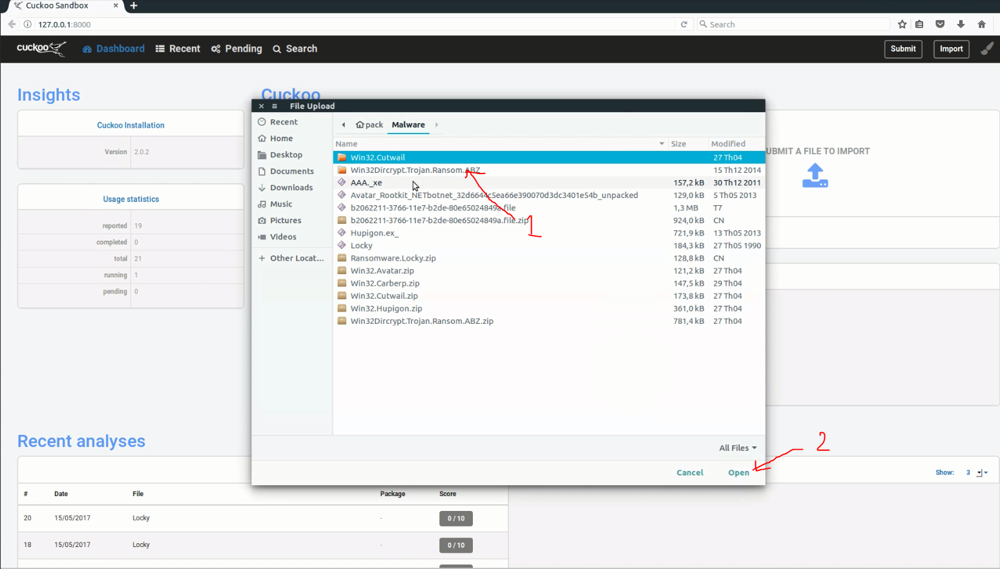 Cuckoo Sandbox × +
127.0.0.1:8000
Search
cuckoo Dashboard Recent Pending Search Submit Import
Insights
Cuckoo
Cuckoo Installation
Version 2.0.2
Usage statistics
reported 19
completed 0
total 21
running 1
pending 0
File Upload
Recent
Home
Desktop
Documents
Downloads
Music
Pictures
Videos
+ Other Locat...
pack Malware
Name Size Modified
Win32.Cutwail 27 Th04
Win32Dircrypt.Trojan.Ransom.ABZ 15 Th12 2014
AAA._xe 157,2 kB 30 Th12 2011
Avatar_Rootkit_NETbotnet_32d6644c5ea66e390070d3dc3401e54b_unpacked 129,0 kB 5 Th05 2013
b2062211-3766-11e7-b2de-80e65024849a.file 1,3 MB T7
b2062211-3766-11e7-b2de-80e65024849a.file.zip 924,0 kB CN
Hupigon.ex_ 721,9 kB 13 Th05 2013
Locky 184,3 kB 27 Th05 1990
Ransomware.Locky.zip 128,8 kB CN
Win32.Avatar.zip 121,2 kB 27 Th04
Win32.Carberp.zip 147,5 kB 29 Th04
Win32.Cutwail.zip 173,8 kB 27 Th04
Win32.Hupigon.zip 361,0 kB 27 Th04
Win32Dircrypt.Trojan.Ransom.ABZ.zip 781,4 kB 27 Th04
1
All Files
Cancel Open
2
UBMIT A FILE TO IMPORT
Recent analyses
Show: 3
# Date File Package Score
20 15/05/2017 Locky - 0 / 10
18 15/05/2017 Locky - 0 / 10